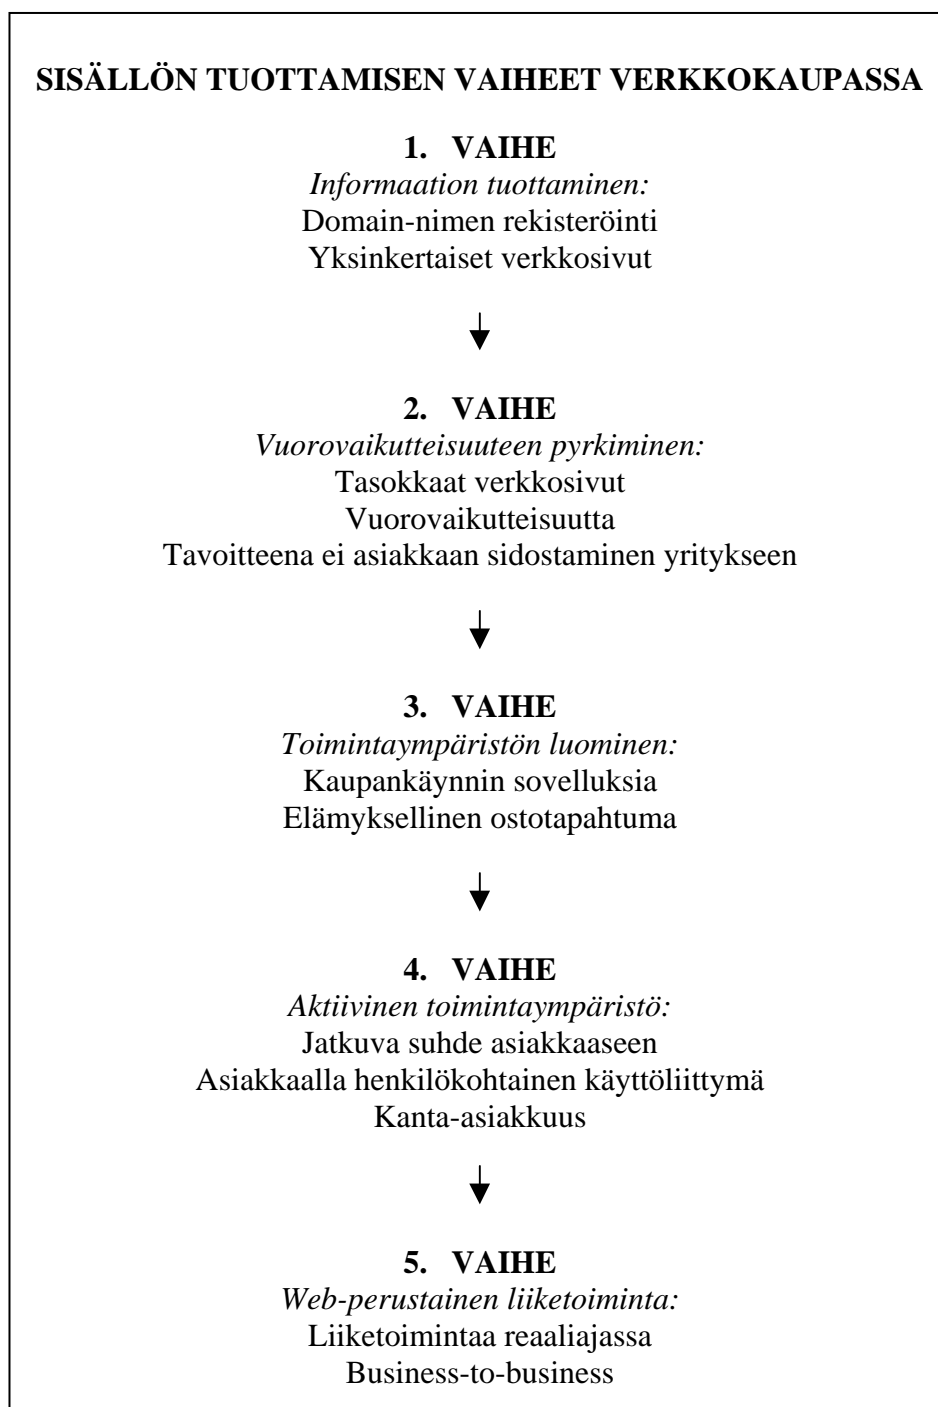 SISÄLLÖN TUOTTAMISEN VAIHEET VERKKOKAUPASSA
1. VAIHE
Informaation tuottaminen:
Domain-nimen rekisteröinti
Yksinkertaiset verkkosivut
2. VAIHE
Vuorovaikutteisuuteen pyrkiminen:
Tasokkaat verkkosivut
Vuorovaikutteisuutta
Tavoitteena ei asiakkaan sidostaminen yritykseen
3. VAIHE
Toimintaympäristön luominen:
Kaupankäynnin sovelluksia
Elämyksellinen ostotapahtuma
4. VAIHE
Aktiivinen toimintaympäristö:
Jatkuva suhde asiakkaaseen
Asiakkaalla henkilökohtainen käyttöliittymä
Kanta-asiakkuus
5. VAIHE
Web-perustainen liiketoiminta:
Liiketoimintaa reaaliajassa
Business-to-business